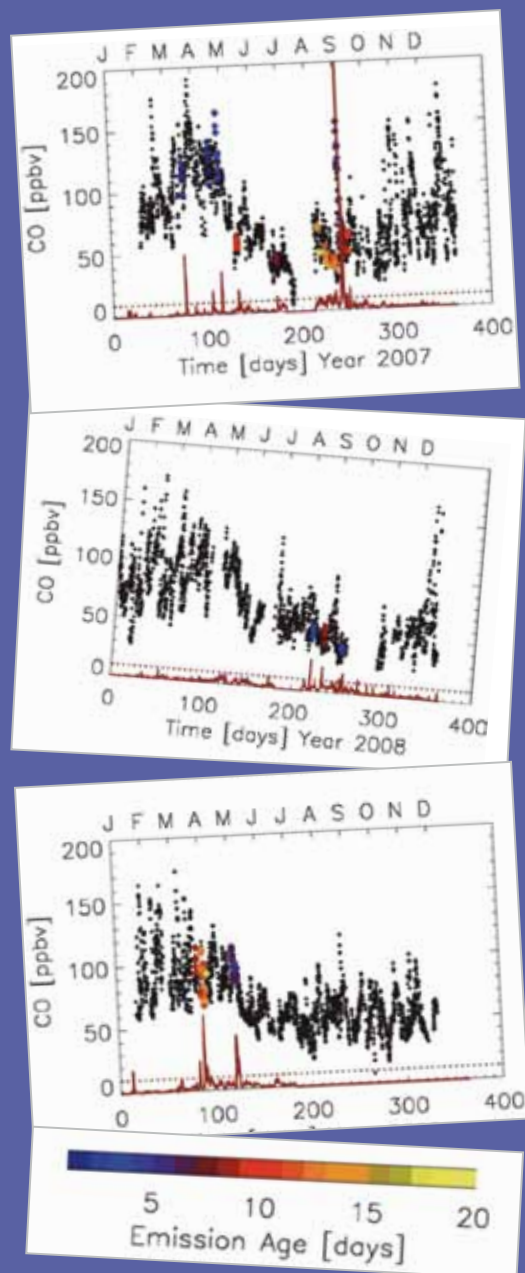 J F M A M J J A S O N D
200
150
100
50
0
CO [ppbv]
0 100 200 300 400
Time [days] Year 2007
J F M A M J J A S O N D
200
150
100
50
0
CO [ppbv]
0 100 200 300 400
Time [days] Year 2008
J F M A M J J A S O N D
200
150
100
50
0
CO [ppbv]
0 100 200 300 400
5 10 15 20
Emission Age [days]